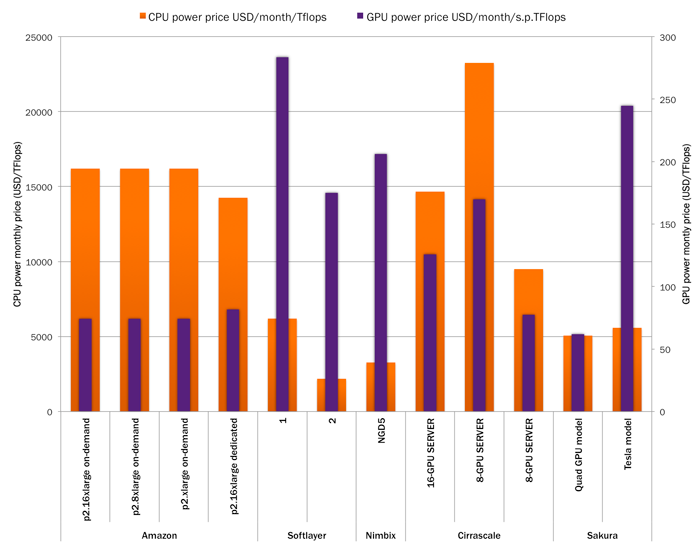 CPU power price USD/month/Tflops
GPU power price USD/month/s.p.TFlops
25000
20000
15000
10000
5000
0
CPU power monthly price (USD/TFlops)
300
250
200
150
100
50
0
GPU power montly price (USD/TFlops)
p2.16xlarge on-demand
p2.8xlarge on-demand
p2.xlarge on-demand
p2.16xlarge dedicated
1
2
NGD5
16-GPU SERVER
8-GPU SERVER
8-GPU SERVER
Quad GPU model
Tesla model
Amazon
Softlayer
Nimbix
Cirrascale
Sakura